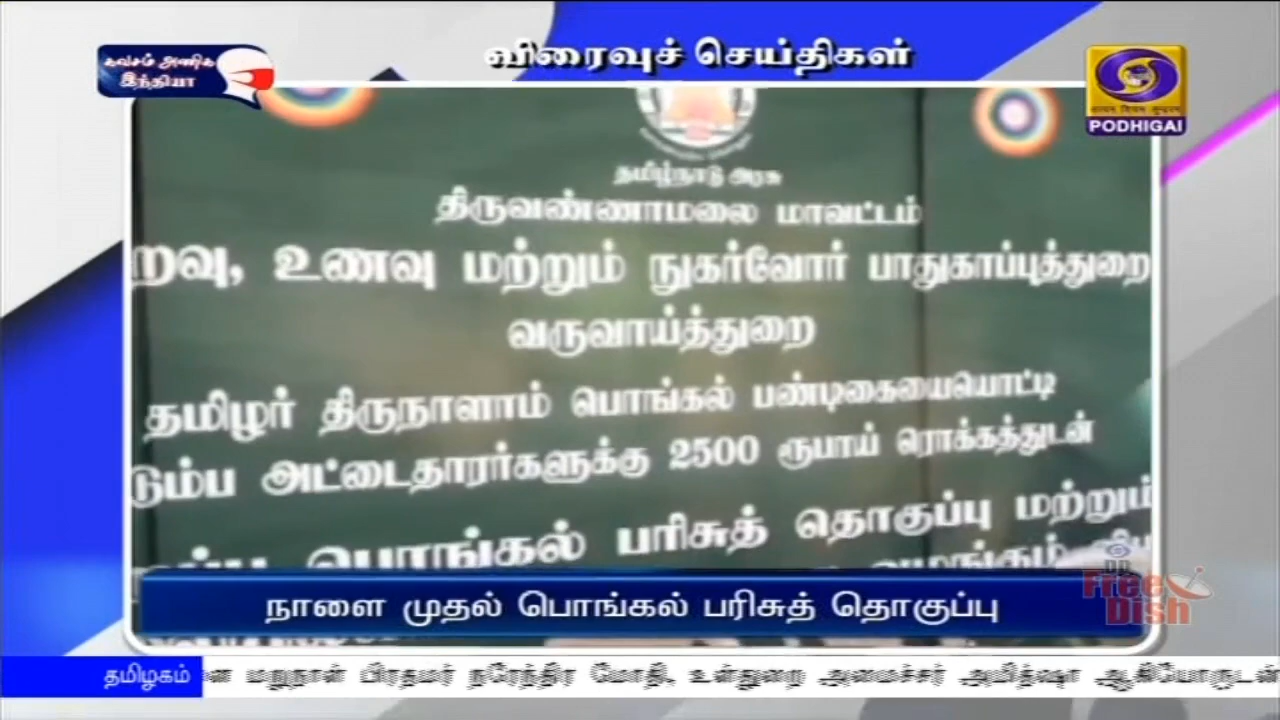 விரைவுச் செய்திகள்
கவசம் அணிக
இந்தியா
PODHIGAI
தமிழ்நாடு அரசு
திருவண்ணாமலை மாவட்டம்
றவு, உணவு மற்றும் நுகர்வோர் பாதுகாப்புத்துறை
வருவாய்த்துறை
தமிழர் திருநாளாம் பொங்கல் பண்டிகையையொட்டி
டும்ப அட்டைதாரர்களுக்கு 2500 ரூபாய் ரொக்கத்துடன்
பொங்கல் பரிசுத் தொகுப்பு மற்றும்
DD
Free
Dish
நாளை முதல் பொங்கல் பரிசுத் தொகுப்பு
தமிழகம்
ன மறுநாள் பிரதமர் நரேந்திர மோதி, உள்துறை அமைச்சர் அமித்ஷா ஆகியோருடன்